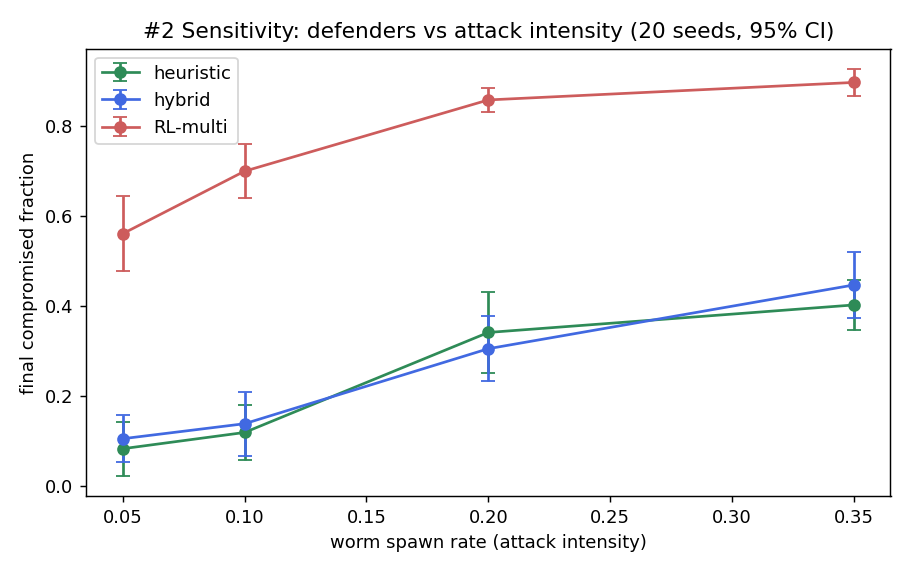 #2 Sensitivity: defenders vs attack intensity (20 seeds, 95% CI)
heuristic
hybrid
RL-multi
final compromised fraction
0.8
0.6
0.4
0.2
0.0
0.05 0.10 0.15 0.20 0.25 0.30 0.35
worm spawn rate (attack intensity)